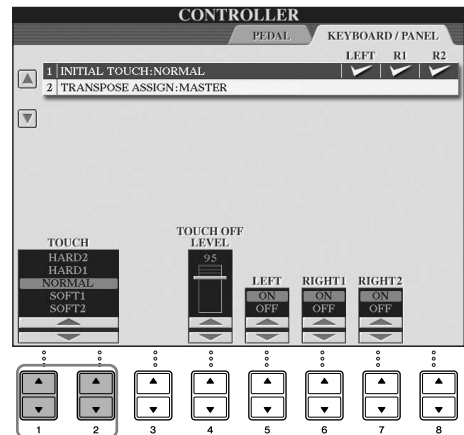 CONTROLLER
PEDAL KEYBOARD / PANEL
LEFT R1 R2
1 INITIAL TOUCH:NORMAL
2 TRANSPOSE ASSIGN:MASTER
TOUCH
HARD2
HARD1
NORMAL
SOFT1
SOFT2
TOUCH OFF
LEVEL
95
LEFT
ON
OFF
RIGHT1
ON
OFF
RIGHT2
ON
OFF
1 2 3 4 5 6 7 8